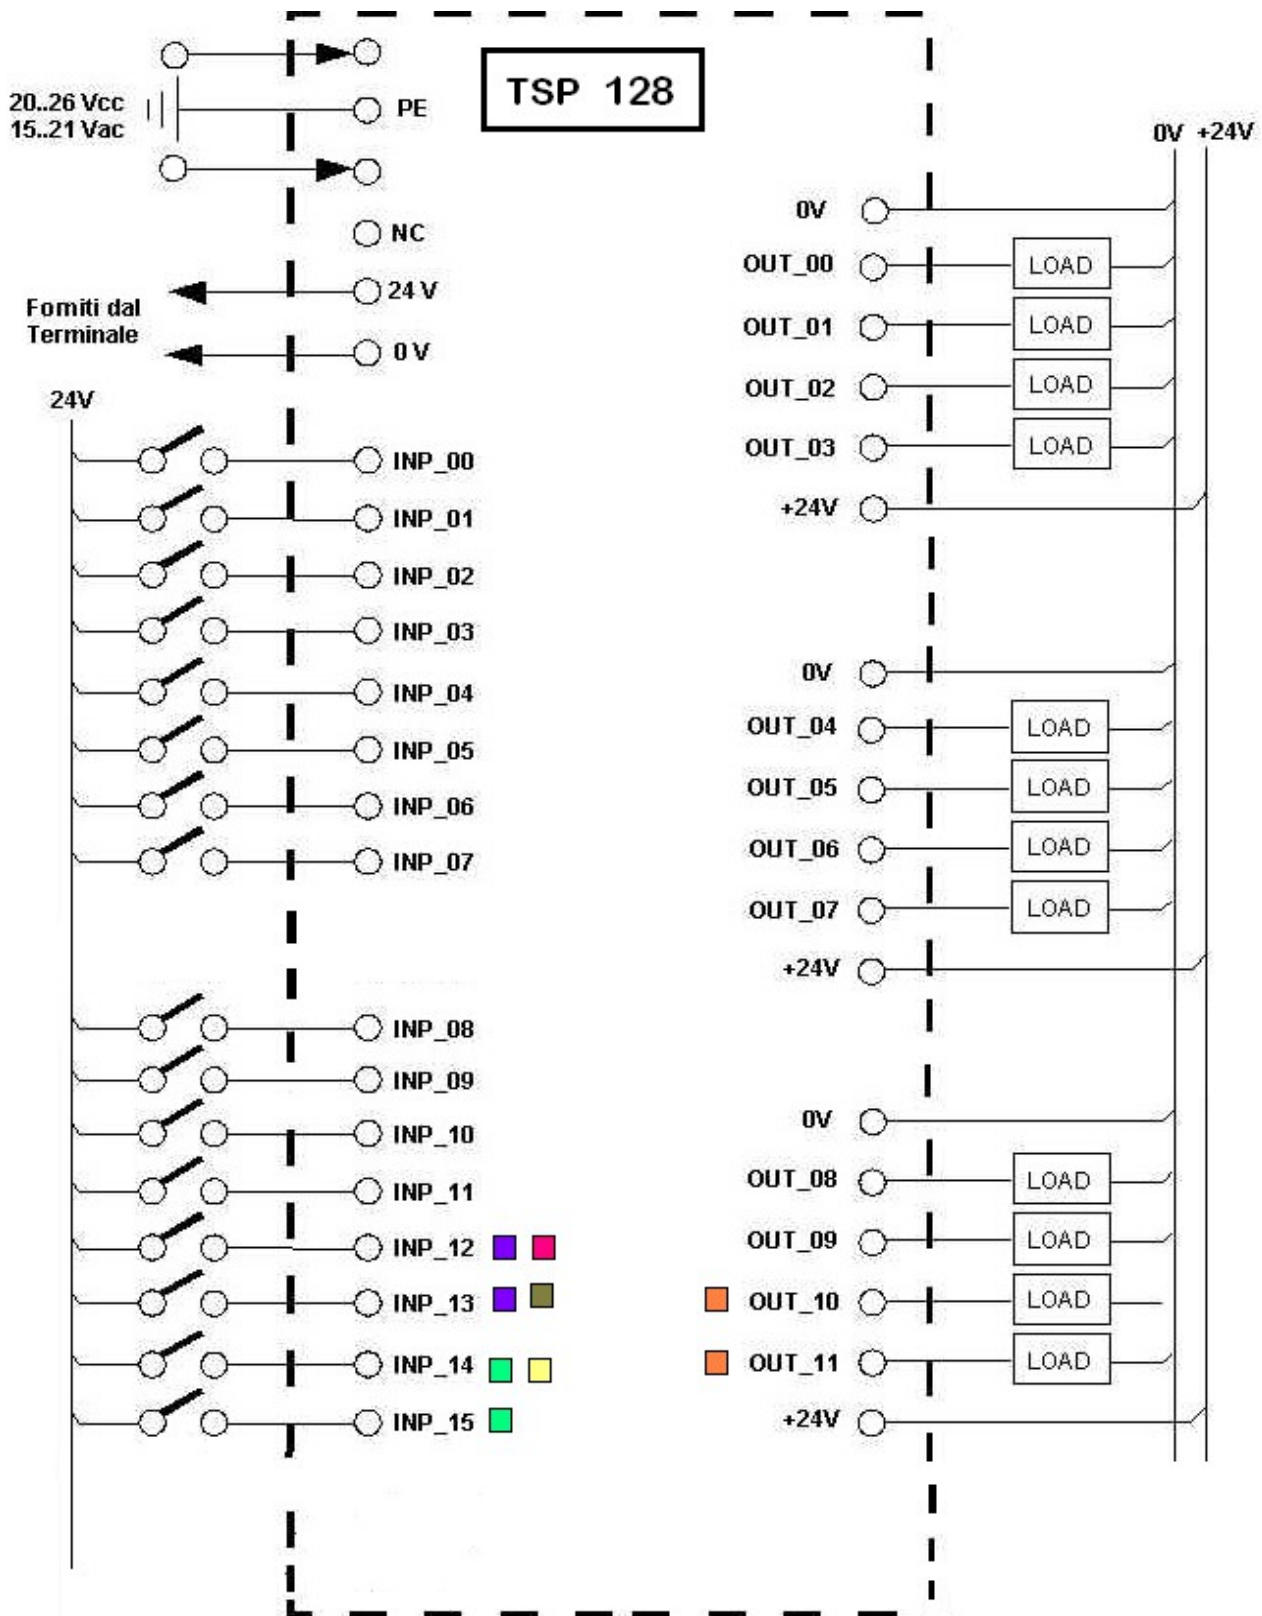 TSP 128
20..26 Vcc
15..21 Vac
PE
NC
24 V
Forniti dal
Terminale
0 V
24V
INP_00
INP_01
INP_02
INP_03
INP_04
INP_05
INP_06
INP_07
INP_08
INP_09
INP_10
INP_11
INP_12
INP_13
INP_14
INP_15
0V +24V
0V
OUT_00 LOAD
OUT_01 LOAD
OUT_02 LOAD
OUT_03 LOAD
+24V
0V
OUT_04 LOAD
OUT_05 LOAD
OUT_06 LOAD
OUT_07 LOAD
+24V
0V
OUT_08 LOAD
OUT_09 LOAD
OUT_10 LOAD
OUT_11 LOAD
+24V